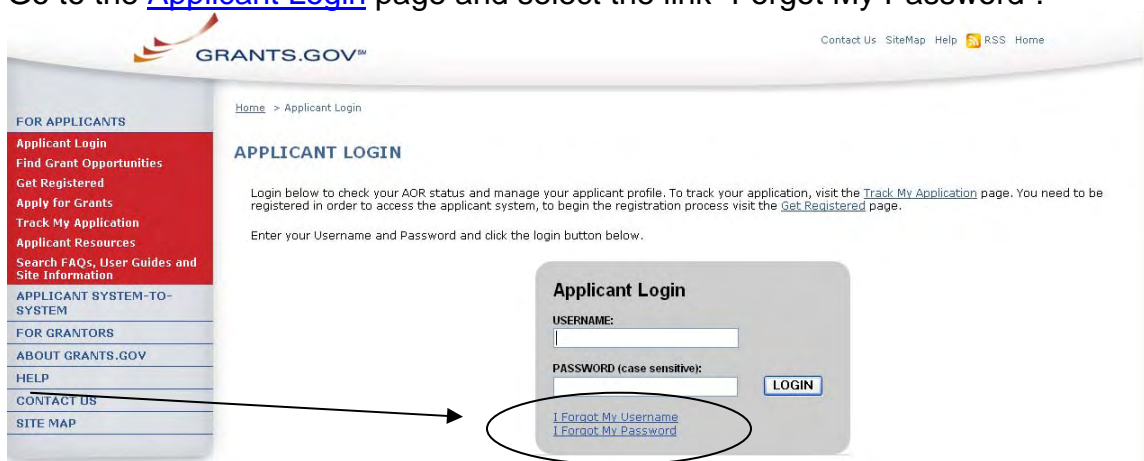 Go to the Applicant Login page and select the link "Forgot My Password".
GRANTS.GOV℠
Contact Us SiteMap Help RSS Home
Home > Applicant Login
FOR APPLICANTS
Applicant Login
Find Grant Opportunities
Get Registered
Apply for Grants
Track My Application
Applicant Resources
Search FAQs, User Guides and
Site Information
APPLICANT SYSTEM-TO-
SYSTEM
FOR GRANTORS
ABOUT GRANTS.GOV
HELP
CONTACT US
SITE MAP
APPLICANT LOGIN
Login below to check your AOR status and manage your applicant profile. To track your application, visit the Track My Application page. You need to be
registered in order to access the applicant system, to begin the registration process visit the Get Registered page.
Enter your Username and Password and click the login button below.
Applicant Login
USERNAME:
PASSWORD (case sensitive):
LOGIN
I Forgot My Username
I Forgot My Password